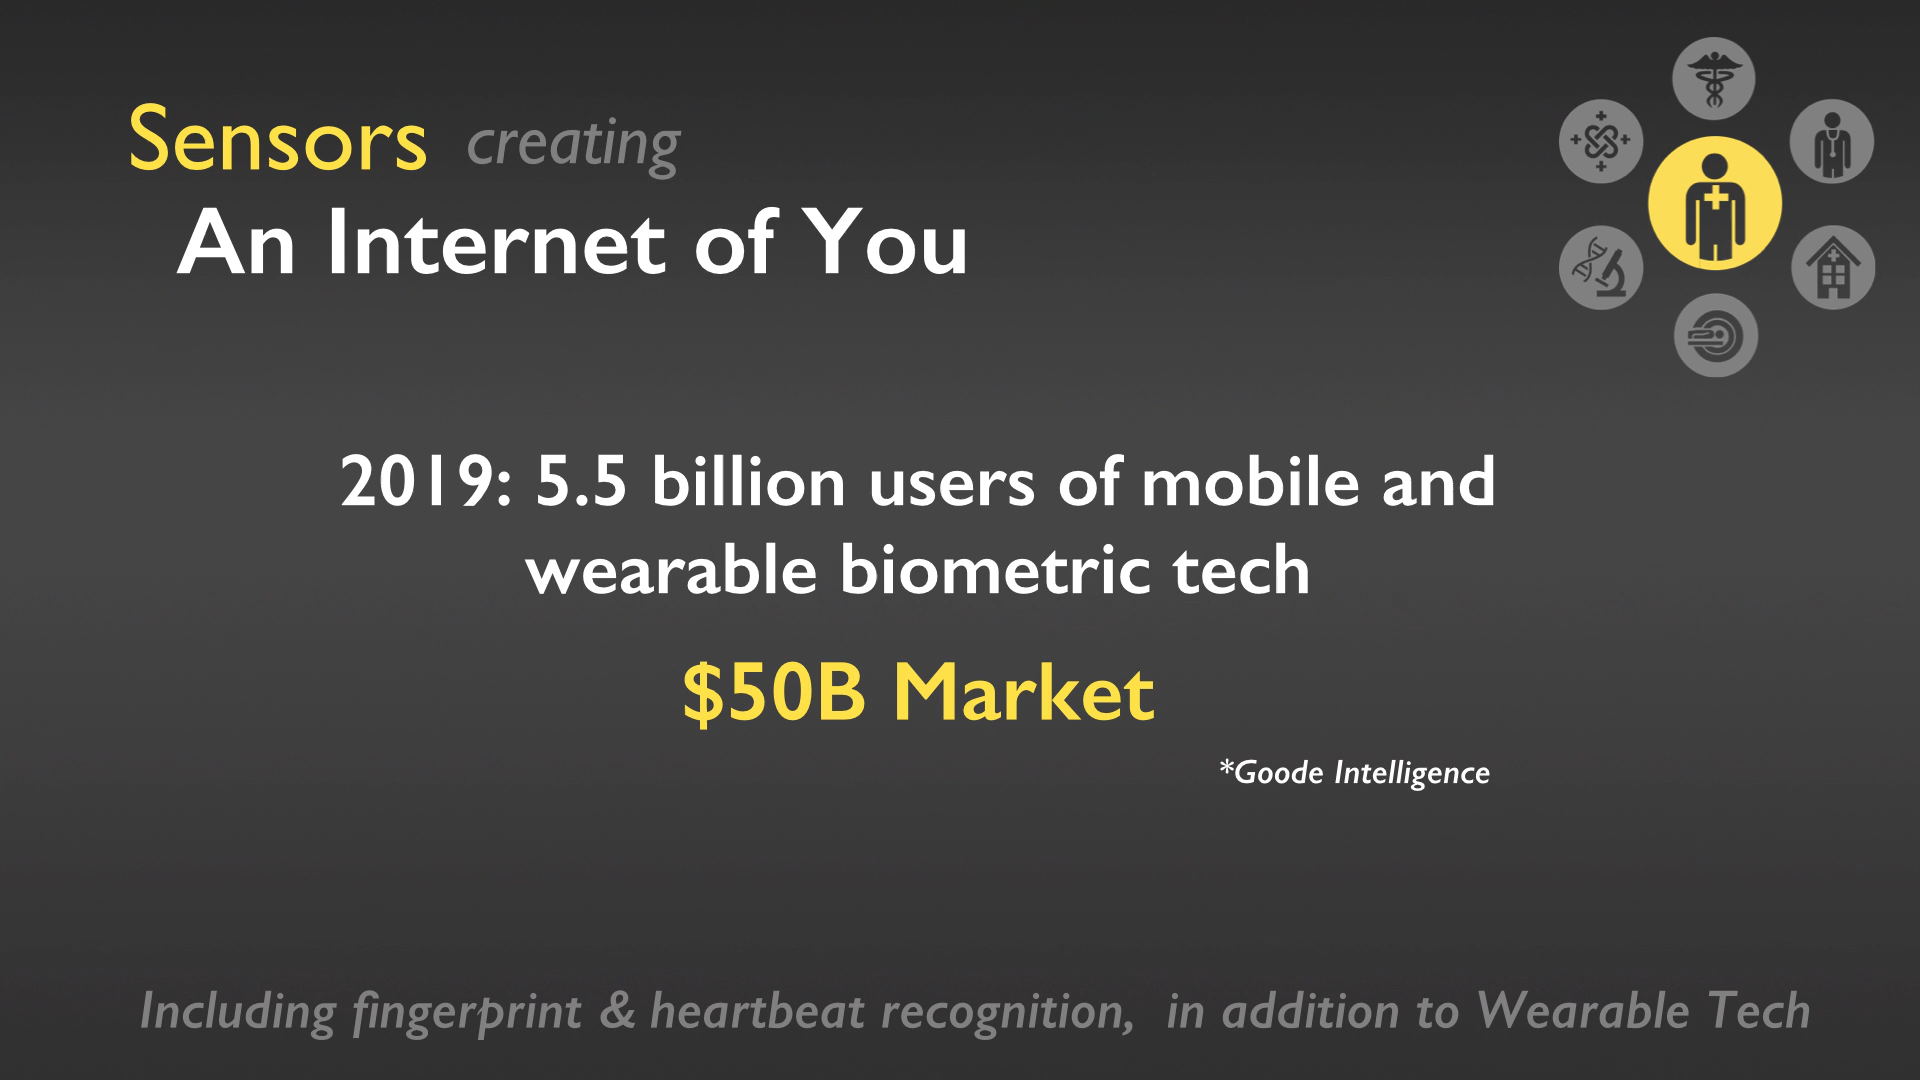 Sensors creating
An Internet of You
2019: 5.5 billion users of mobile and
wearable biometric tech
$50B Market
*Goode Intelligence
Including fingerprint & heartbeat recognition, in addition to Wearable Tech